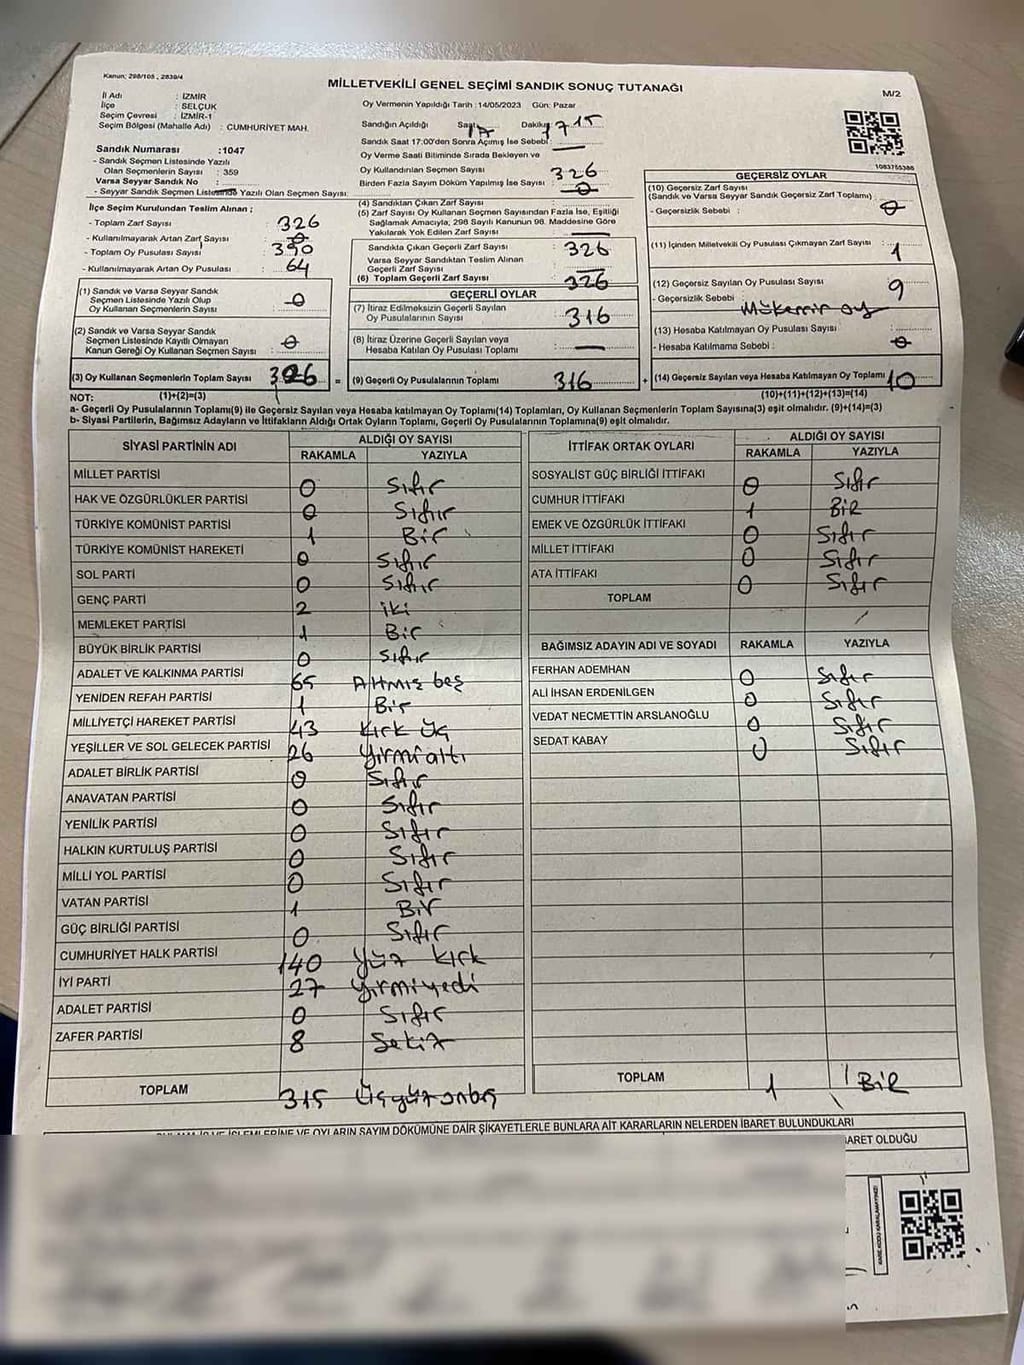 Kanun: 298/105 , 2839/4
MİLLETVEKİLİ GENEL SEÇİMİ SANDIK SONUÇ TUTANAĞI
M/2
İl Adı : İZMİR
İlçe : SELÇUK
Seçim Çevresi : İZMİR-1
Seçim Bölgesi (Mahalle Adı) : CUMHURİYET MAH.
Sandık Numarası :1047
- Sandık Seçmen Listesinde Yazılı
Olan Seçmenlerin Sayısı : 359
Varsa Seyyar Sandık No :
- Seyyar Sandık Seçmen Listesinde Yazılı Olan Seçmen Sayısı:
Oy Vermenin Yapıldığı Tarih :14/05/2023 Gün: Pazar
Sandığın Açıldığı Saat: 17 Dakika: 1715
Sandık Saat 17:00'den Sonra Açımış İse Sebebi: —
Oy Verme Saati Bitiminde Sırada Bekleyen ve
Oy Kullandırılan Seçmen Sayısı : 326
Birden Fazla Sayım Döküm Yapılmış İse Sayısı : 0
1083755388
İlçe Seçim Kurulundan Teslim Alınan ;
- Toplam Zarf Sayısı : 326
- Kullanılmayarak Artan Zarf Sayısı : 0
- Toplam Oy Pusulası Sayısı : 390
- Kullanılmayarak Artan Oy Pusulası : 64
(1) Sandık ve Varsa Seyyar Sandık
Seçmen Listesinde Yazılı Olup
Oy Kullanan Seçmen Sayısı : 0
(2) Sandık ve Varsa Seyyar Sandık
Seçmen Listesinde Kayıtlı Olmayan
Kanun Gereği Oy Kullanan Seçmen Sayısı : 0
(3) Oy Kullanan Seçmenlerin Toplam Sayısı 326 =
(4) Sandıktan Çıkan Zarf Sayısı :
(5) Zarf Sayısı Oy Kullanan Seçmen Sayısından Fazla İse, Eşitliği
Sağlamak Amacıyla, 298 Sayılı Kanunun 98. Maddesine Göre
Yakılarak Yok Edilen Zarf Sayısı : —
Sandıkta Çıkan Geçerli Zarf Sayısı : 326
Varsa Seyyar Sandıktan Teslim Alınan
Geçerli Zarf Sayısı : —
(6) Toplam Geçerli Zarf Sayısı : 326
GEÇERLİ OYLAR
(7) İtiraz Edilmeksizin Geçerli Sayılan
Oy Pusulalarının Sayısı : 316
(8) İtiraz Üzerine Geçerli Sayılan veya
Hesaba Katılan Oy Pusulası Toplamı : —
(9) Geçerli Oy Pusulalarının Toplamı 316 +
GEÇERSİZ OYLAR
(10) Geçersiz Zarf Sayısı
(Sandık ve Varsa Seyyar Sandık Geçersiz Zarf Toplamı)
- Geçersizlik Sebebi : 0
(11) İçinden Milletvekili Oy Pusulası Çıkmayan Zarf Sayısı : 1
(12) Geçersiz Sayılan Oy Pusulası Sayısı : 9
- Geçersizlik Sebebi : Mükerrir oy
(13) Hesaba Katılmayan Oy Pusulası Sayısı :
- Hesaba Katılmama Sebebi : 0
(14) Geçersiz Sayılan veya Hesaba Katılmayan Oy Toplamı 10
NOT: (1)+(2)=(3) (10)+(11)+(12)+(13)=(14)
a- Geçerli Oy Pusulalarının Toplamı(9) ile Geçersiz Sayılan veya Hesaba katılmayan Oy Toplamı(14) Toplamları, Oy Kullanan Seçmenlerin Toplam Sayısına(3) eşit olmalıdır. (9)+(14)=(3)
b- Siyasi Partilerin, Bağımsız Adayların ve İttifakların Aldığı Ortak Oyların Toplamı, Geçerli Oy Pusulalarının Toplamına(9) eşit olmalıdır.
SİYASİ PARTİNİN ADI ALDIĞI OY SAYISI
RAKAMLA YAZIYLA
MİLLET PARTİSİ 0 Sıfır
HAK VE ÖZGÜRLÜKLER PARTİSİ 0 Sıfır
TÜRKİYE KOMÜNİST PARTİSİ 1 Bir
TÜRKİYE KOMÜNİST HAREKETİ 0 Sıfır
SOL PARTİ 0 Sıfır
GENÇ PARTİ 2 iki
MEMLEKET PARTİSİ 1 Bir
BÜYÜK BİRLİK PARTİSİ 0 Sıfır
ADALET VE KALKINMA PARTİSİ 65 Altmış beş
YENİDEN REFAH PARTİSİ 1 Bir
MİLLİYETÇİ HAREKET PARTİSİ 43 Kırk üç
YEŞİLLER VE SOL GELECEK PARTİSİ 26 Yirmi altı
ADALET BİRLİK PARTİSİ 0 Sıfır
ANAVATAN PARTİSİ 0 Sıfır
YENİLİK PARTİSİ 0 Sıfır
HALKIN KURTULUŞ PARTİSİ 0 Sıfır
MİLLİ YOL PARTİSİ 0 Sıfır
VATAN PARTİSİ 1 Bir
GÜÇ BİRLİĞİ PARTİSİ 0 Sıfır
CUMHURİYET HALK PARTİSİ 140 Yüz Kırk
İYİ PARTİ 27 Yirmiyedi
ADALET PARTİSİ 0 Sıfır
ZAFER PARTİSİ 8 Sekiz
TOPLAM 315 Üçyüzonbeş
İTTİFAK ORTAK OYLARI ALDIĞI OY SAYISI
RAKAMLA YAZIYLA
SOSYALİST GÜÇ BİRLİĞİ İTTİFAKI 0 Sıfır
CUMHUR İTTİFAKI 1 BİR
EMEK VE ÖZGÜRLÜK İTTİFAKI 0 Sıfır
MİLLET İTTİFAKI 0 Sıfır
ATA İTTİFAKI 0 Sıfır
TOPLAM
BAĞIMSIZ ADAYIN ADI VE SOYADI RAKAMLA YAZIYLA
FERHAN ADEMHAN 0 Sıfır
ALİ İHSAN ERDENİLGEN 0 Sıfır
VEDAT NECMETTİN ARSLANOĞLU 0 Sıfır
SEDAT KABAY 0 Sıfır
TOPLAM 1 BİR
OYLARIN SAYIM DÖKÜMÜNE DAİR ŞİKAYETLERLE BUNLARA AİT KARARLARIN NELERDEN İBARET BULUNDUKLARI
BARET OLDUĞU